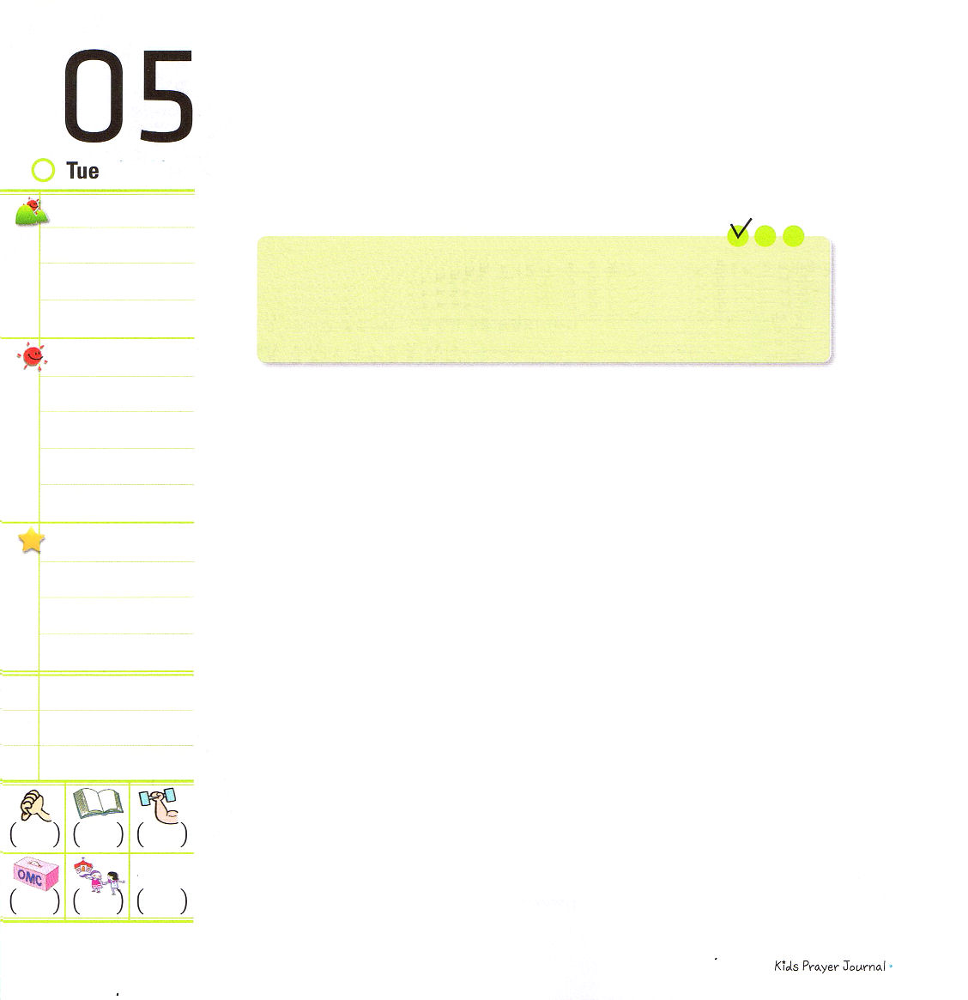 05
Tue
( ) ( ) ( )
OMC
( ) ( ) ( )
Kids Prayer Journal